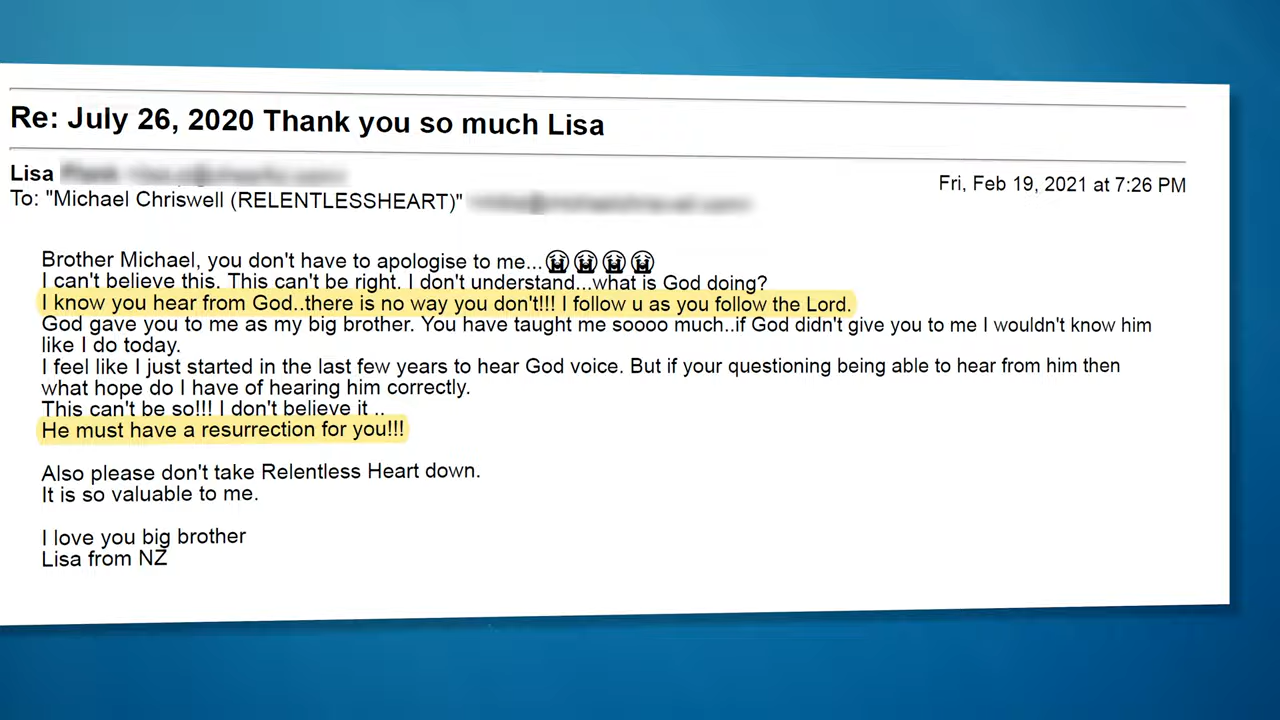 Re: July 26, 2020 Thank you so much Lisa
Lisa
Fri, Feb 19, 2021 at 7:26 PM
To: "Michael Chriswell (RELENTLESSHEART)"
Brother Michael, you don't have to apologise to me...😭😭😭😭
I can't believe this. This can't be right. I don't understand...what is God doing?
I know you hear from God..there is no way you don't!!! I follow u as you follow the Lord.
God gave you to me as my big brother. You have taught me soooo much..if God didn't give you to me I wouldn't know him
like I do today.
I feel like I just started in the last few years to hear God voice. But if your questioning being able to hear from him then
what hope do I have of hearing him correctly.
This can't be so!!! I don't believe it ..
He must have a resurrection for you!!!
Also please don't take Relentless Heart down.
It is so valuable to me.
I love you big brother
Lisa from NZ